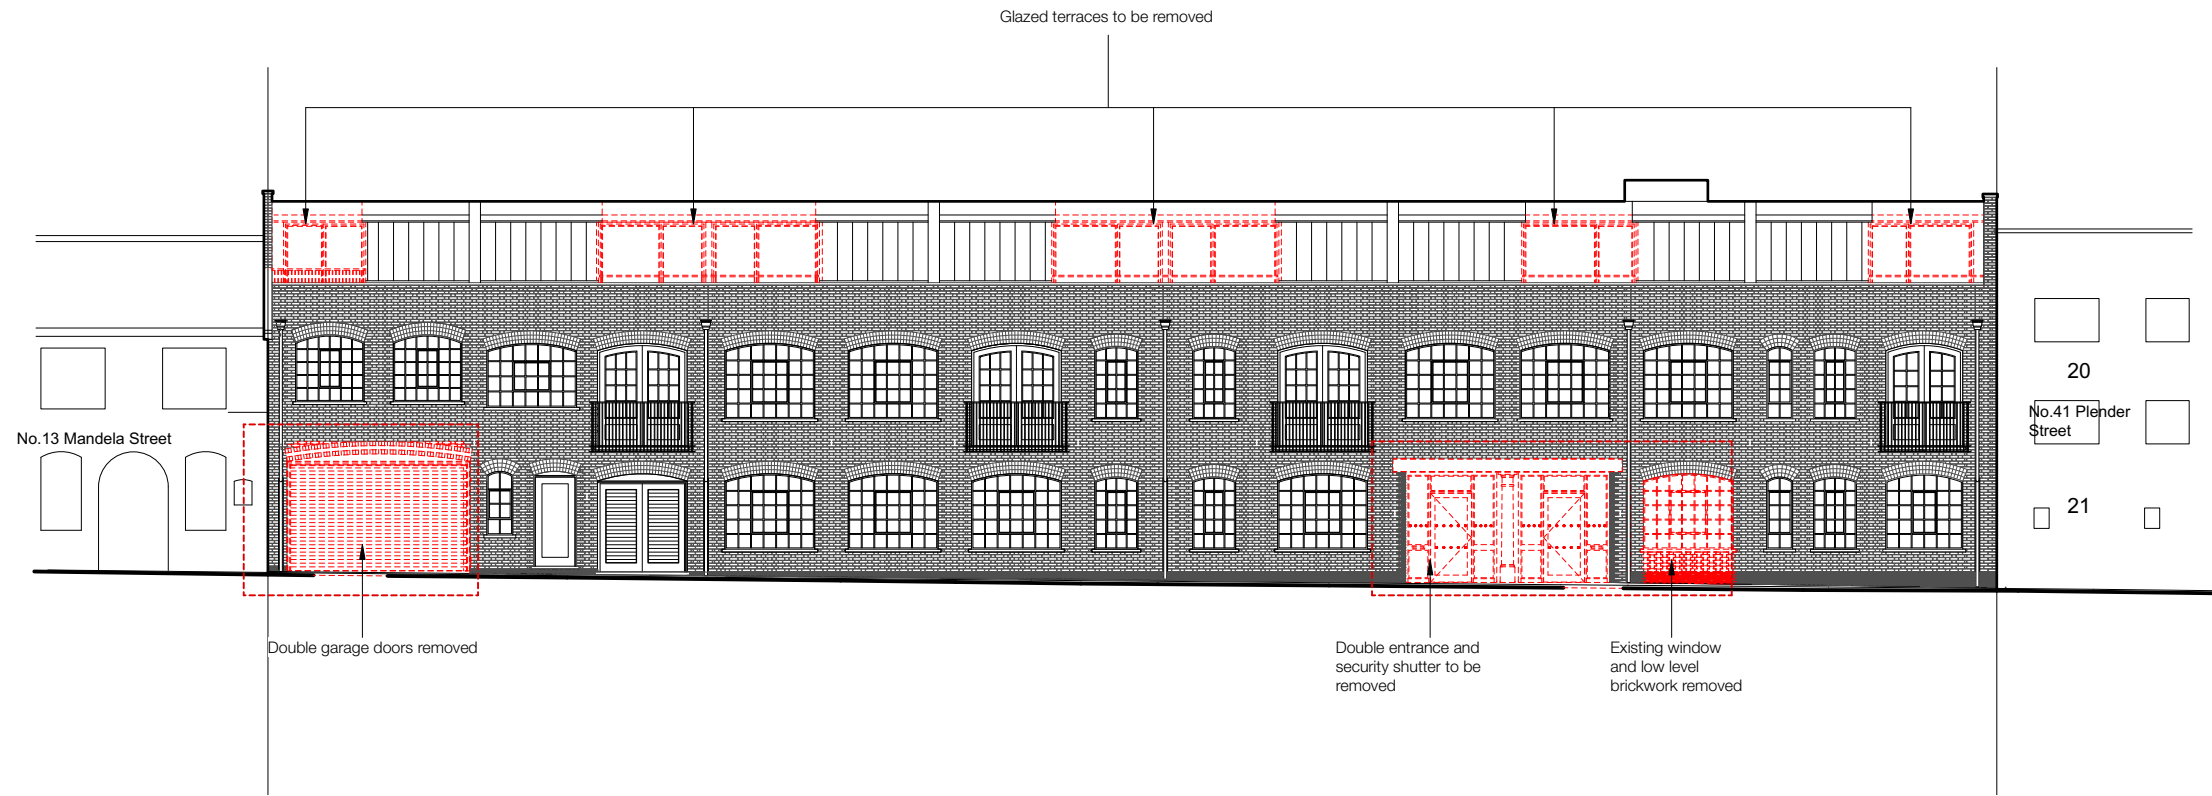 Glazed terraces to be removed
20
No.41 Plender
Street
No.13 Mandela Street
21
Double garage doors removed
Double entrance and
security shutter to be
removed
Existing window
and low level
brickwork removed